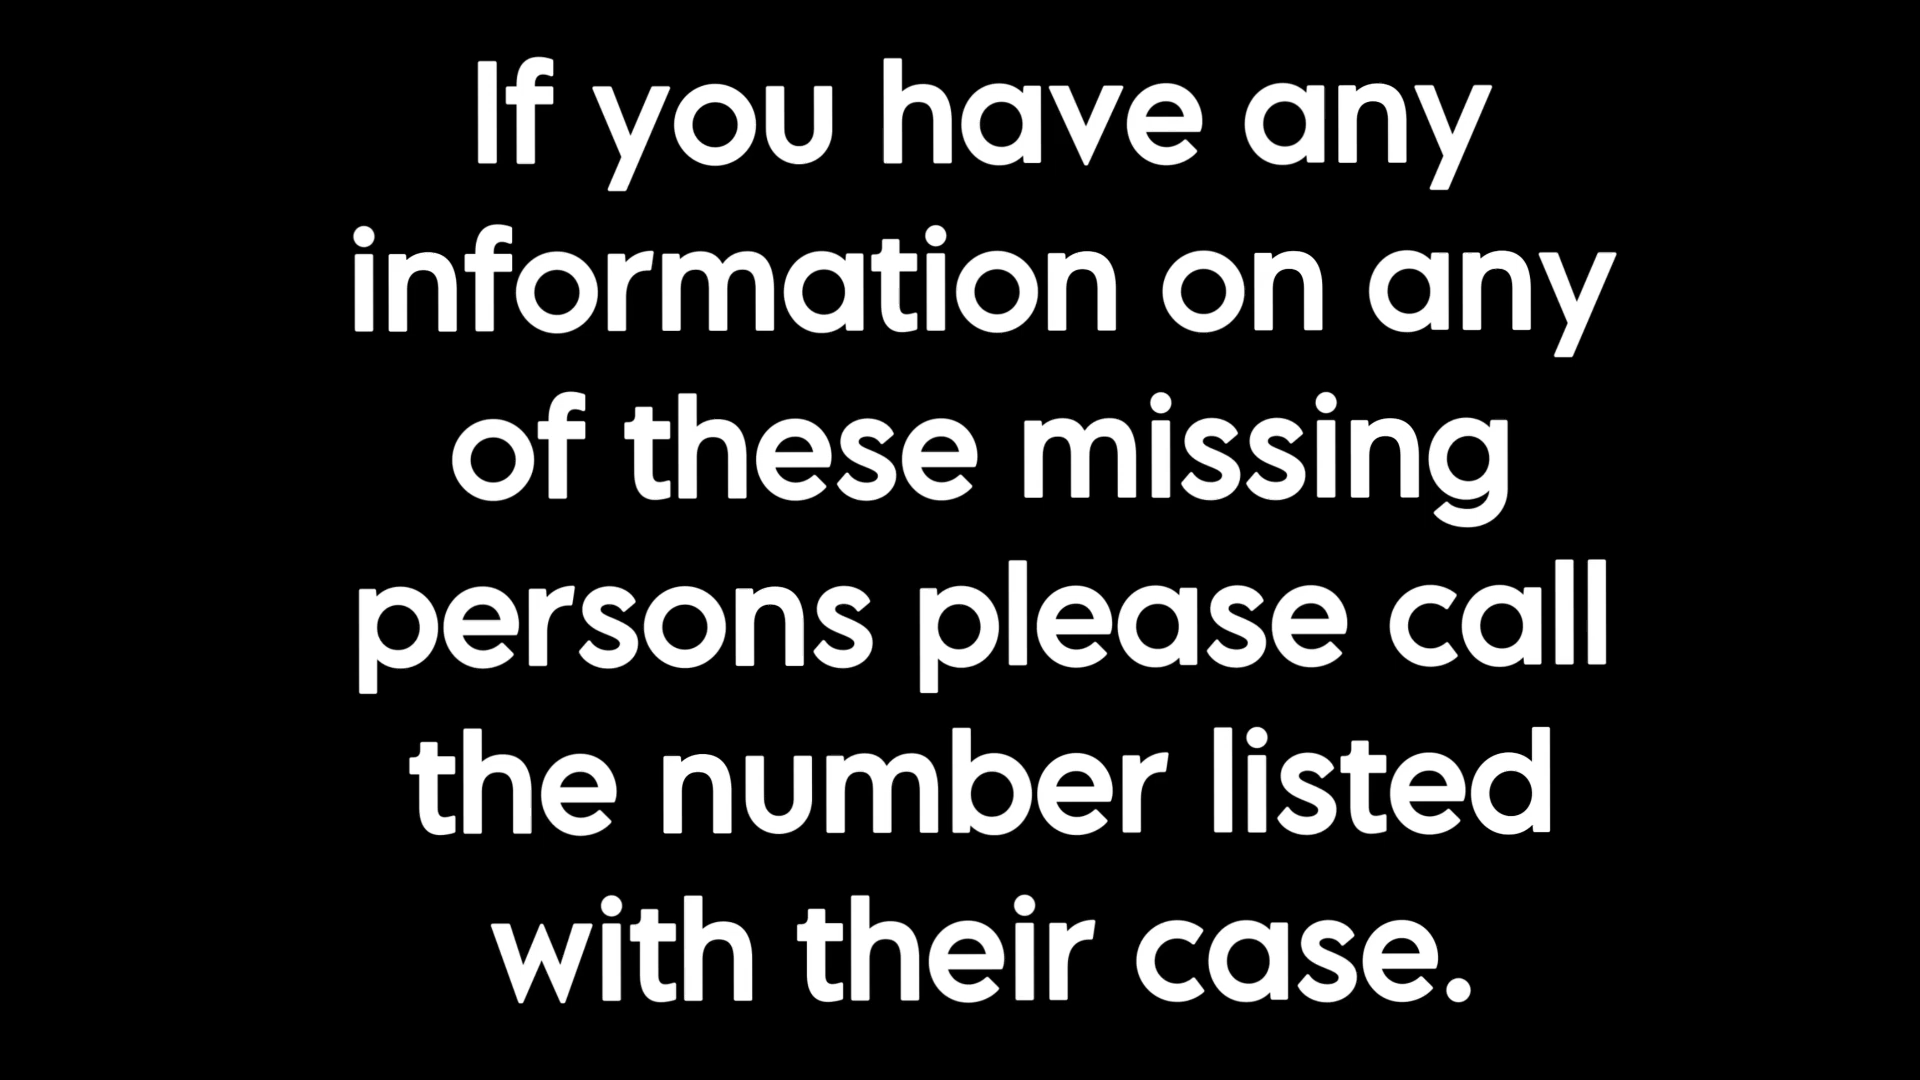 If you have any
information on any
of these missing
persons please call
the number listed
with their case.